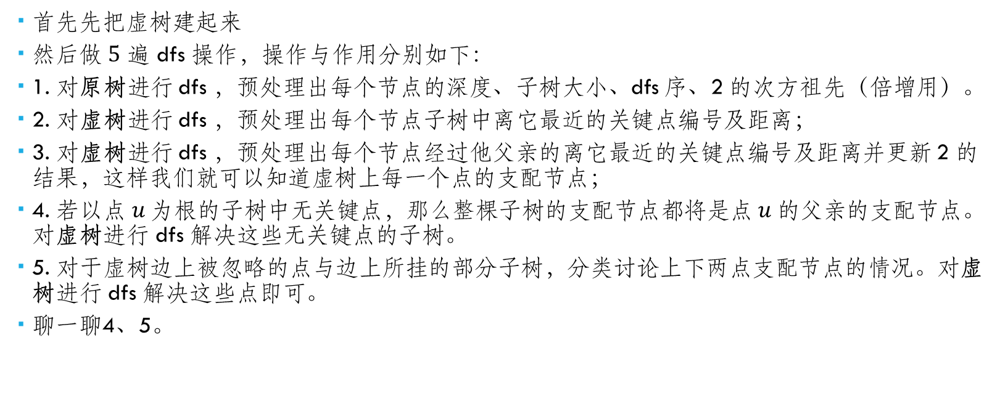 ▪ 首先先把虚树建起来
▪ 然后做 5 遍 dfs 操作，操作与作用分别如下：
▪ 1. 对原树进行 dfs ，预处理出每个节点的深度、子树大小、dfs 序、2 的次方祖先（倍增用）。
▪ 2. 对虚树进行 dfs ，预处理出每个节点子树中离它最近的关键点编号及距离；
▪ 3. 对虚树进行 dfs ，预处理出每个节点经过他父亲的离它最近的关键点编号及距离并更新 2 的
结果，这样我们就可以知道虚树上每一个点的支配节点；
▪ 4. 若以点 u 为根的子树中无关键点，那么整棵子树的支配节点都将是点 u 的父亲的支配节点。
对虚树进行 dfs 解决这些无关键点的子树。
▪ 5. 对于虚树边上被忽略的点与边上所挂的部分子树，分类讨论上下两点支配节点的情况。对虚
树进行 dfs 解决这些点即可。
▪ 聊一聊4、5。